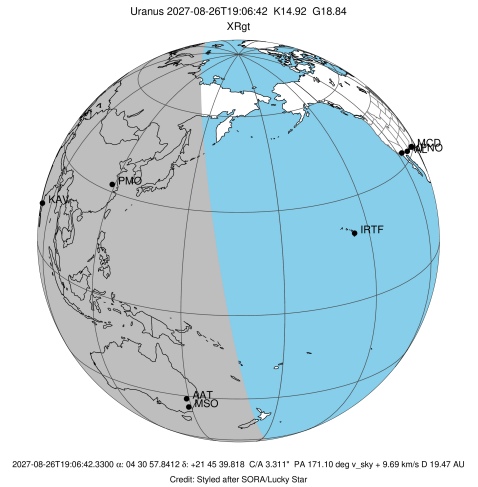 Uranus 2027-08-26T19:06:42  K14.92  G18.84
XRgt
MCD
KAV
PMO
IRTF
AAT
MSO
2027-08-26T19:06:42.3300 α: 04 30 57.8412 δ: +21 45 39.818  C/A 3.311"  PA 171.10 deg v_sky + 9.69 km/s D 19.47 AU
Credit: Styled after SORA/Lucky Star